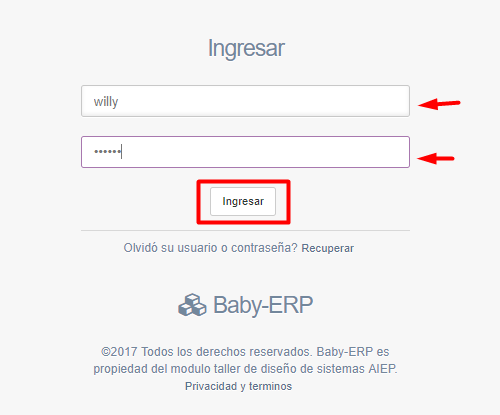 Ingresar
willy
••••••
Ingresar
Olvidó su usuario o contraseña? Recuperar
Baby-ERP
©2017 Todos los derechos reservados. Baby-ERP es
propiedad del modulo taller de diseño de sistemas AIEP.
Privacidad y terminos